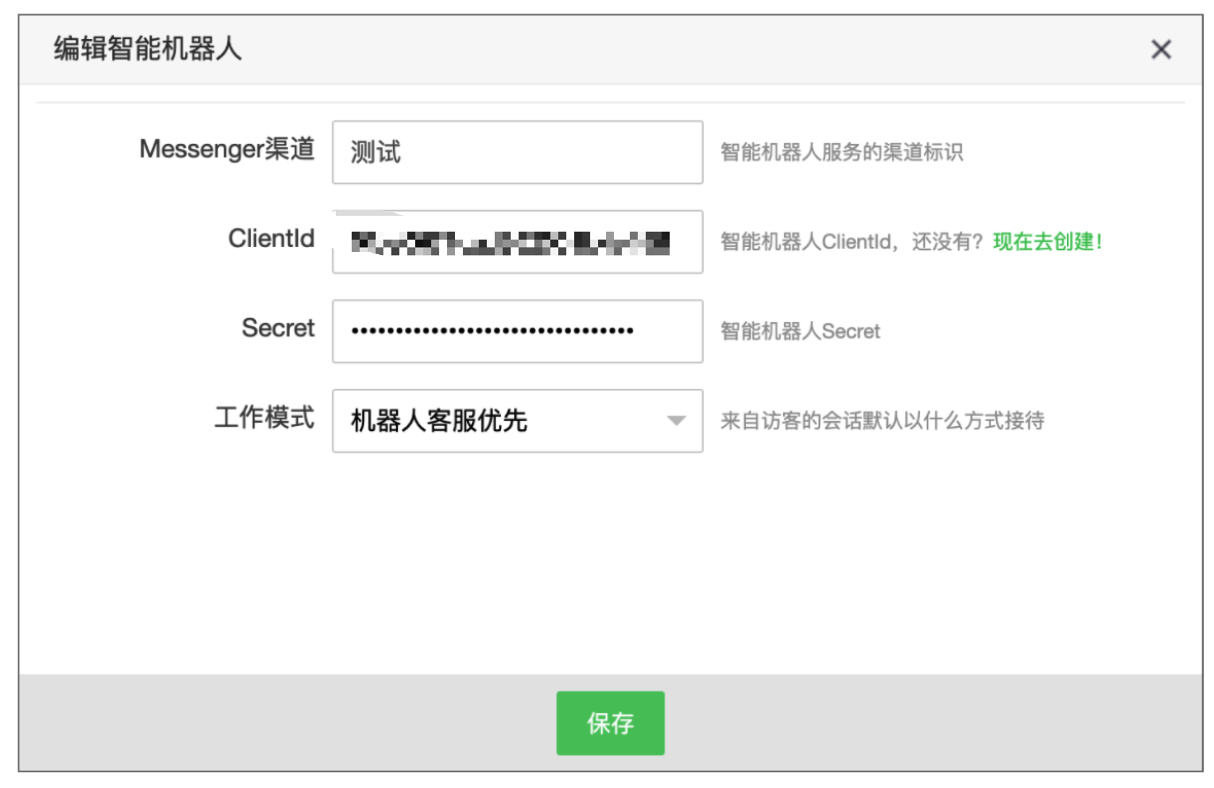 编辑智能机器人
Messenger渠道 测试 智能机器人服务的渠道标识
ClientId 智能机器人ClientId，还没有？现在去创建！
Secret •••••••••••••••••••••••••••••••• 智能机器人Secret
工作模式 机器人客服优先 来自访客的会话默认以什么方式接待
保存